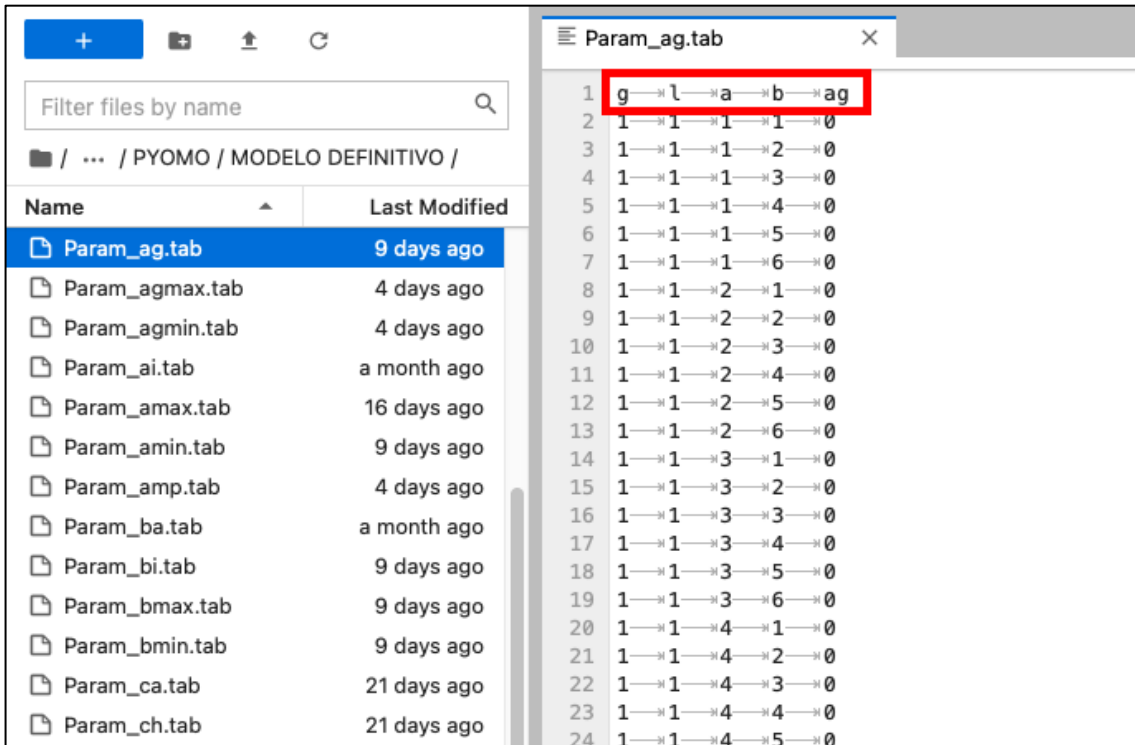 +
Filter files by name
/ ... / PYOMO / MODELO DEFINITIVO /
Name Last Modified
Param_ag.tab 9 days ago
Param_agmax.tab 4 days ago
Param_agmin.tab 4 days ago
Param_ai.tab a month ago
Param_amax.tab 16 days ago
Param_amin.tab 9 days ago
Param_amp.tab 4 days ago
Param_ba.tab a month ago
Param_bi.tab 9 days ago
Param_bmax.tab 9 days ago
Param_bmin.tab 9 days ago
Param_ca.tab 21 days ago
Param_ch.tab 21 days ago
Param_ag.tab
1 g l a b ag
2 1 1 1 1 0
3 1 1 1 2 0
4 1 1 1 3 0
5 1 1 1 4 0
6 1 1 1 5 0
7 1 1 1 6 0
8 1 1 2 1 0
9 1 1 2 2 0
10 1 1 2 3 0
11 1 1 2 4 0
12 1 1 2 5 0
13 1 1 2 6 0
14 1 1 3 1 0
15 1 1 3 2 0
16 1 1 3 3 0
17 1 1 3 4 0
18 1 1 3 5 0
19 1 1 3 6 0
20 1 1 4 1 0
21 1 1 4 2 0
22 1 1 4 3 0
23 1 1 4 4 0
24 1 1 4 5 0